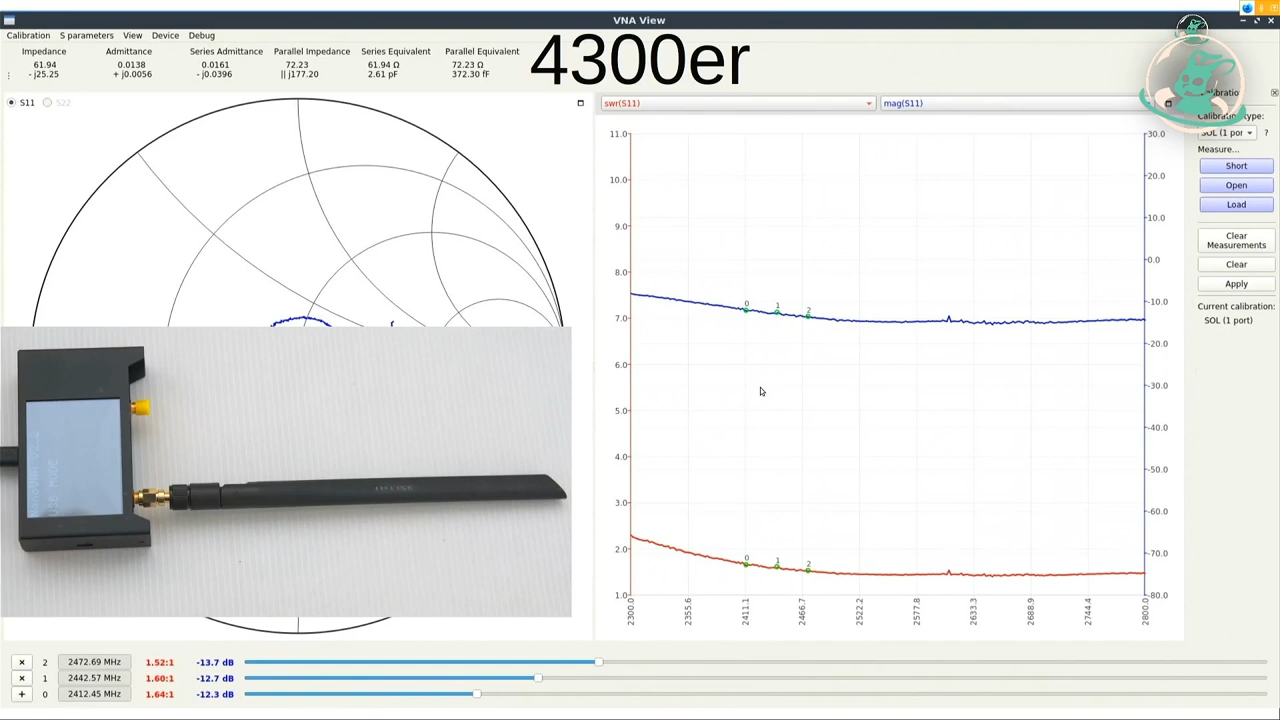 VNA View
Calibration S parameters View Device Debug
Impedance Admittance Series Admittance Parallel Impedance Series Equivalent Parallel Equivalent
61.94 0.0138 0.0161 72.23 61.94 Ω 72.23 Ω
- j25.25 + j0.0056 - j0.0396 || j177.20 2.61 pF 372.30 fF
4300er
S11 S22
swr(S11) mag(S11)
Calibration type:
SOL (1 por ?
Measure...
Short
Open
Load
Clear
Measurements
Clear
Apply
Current calibration:
SOL (1 port)
11.0 30.0
10.0 20.0
9.0 10.0
8.0 0.0
7.0 -10.0
6.0 -20.0
5.0 -30.0
4.0 -40.0
3.0 -50.0
2.0 -60.0
1.0 -70.0
-80.0
0 1 2
0 1 2
2300.0 2355.6 2411.1 2466.7 2522.2 2577.8 2633.3 2688.9 2744.4 2800.0
× 2 2472.69 MHz 1.52:1 -13.7 dB
× 1 2442.57 MHz 1.60:1 -12.7 dB
+ 0 2412.45 MHz 1.64:1 -12.3 dB